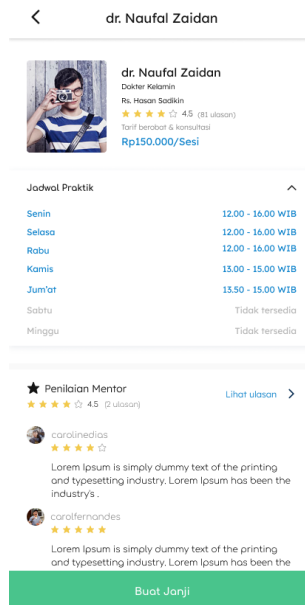 dr. Naufal Zaidan
dr. Naufal Zaidan
Dokter Kelamin
Rs. Hasan Sadikin
4.5 (81 ulasan)
Tarif berobat & konsultasi
Rp150.000/Sesi
Jadwal Praktik
Senin 12.00 - 16.00 WIB
Selasa 12.00 - 16.00 WIB
Rabu 12.00 - 16.00 WIB
Kamis 13.00 - 15.00 WIB
Jum'at 13.50 - 15.00 WIB
Sabtu Tidak tersedia
Minggu Tidak tersedia
Penilaian Mentor
4.5 (2 ulasan)
Lihat ulasan
carolinedias
Lorem Ipsum is simply dummy text of the printing
and typesetting industry. Lorem Ipsum has been the
industry's .
carolfernandes
Lorem Ipsum is simply dummy text of the printing
and typesetting industry. Lorem Ipsum has been the
Buat Janji